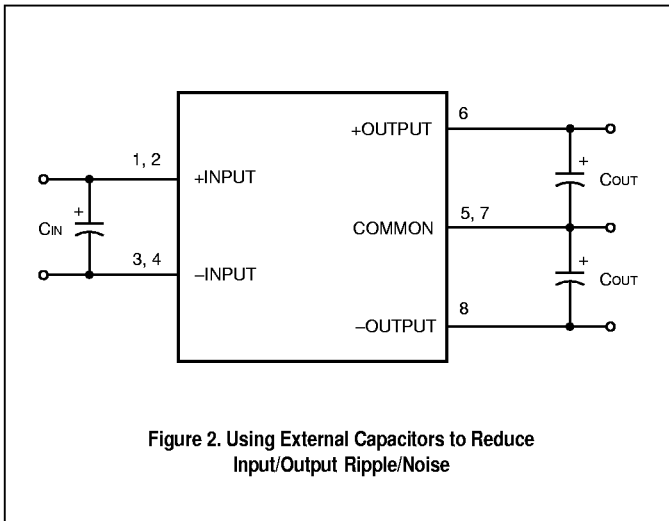 6
+OUTPUT
+
1, 2
+INPUT
COUT
5, 7
+
CIN
COMMON
3, 4
+
–INPUT
COUT
8
–OUTPUT
Figure 2. Using External Capacitors to Reduce
Input/Output Ripple/Noise